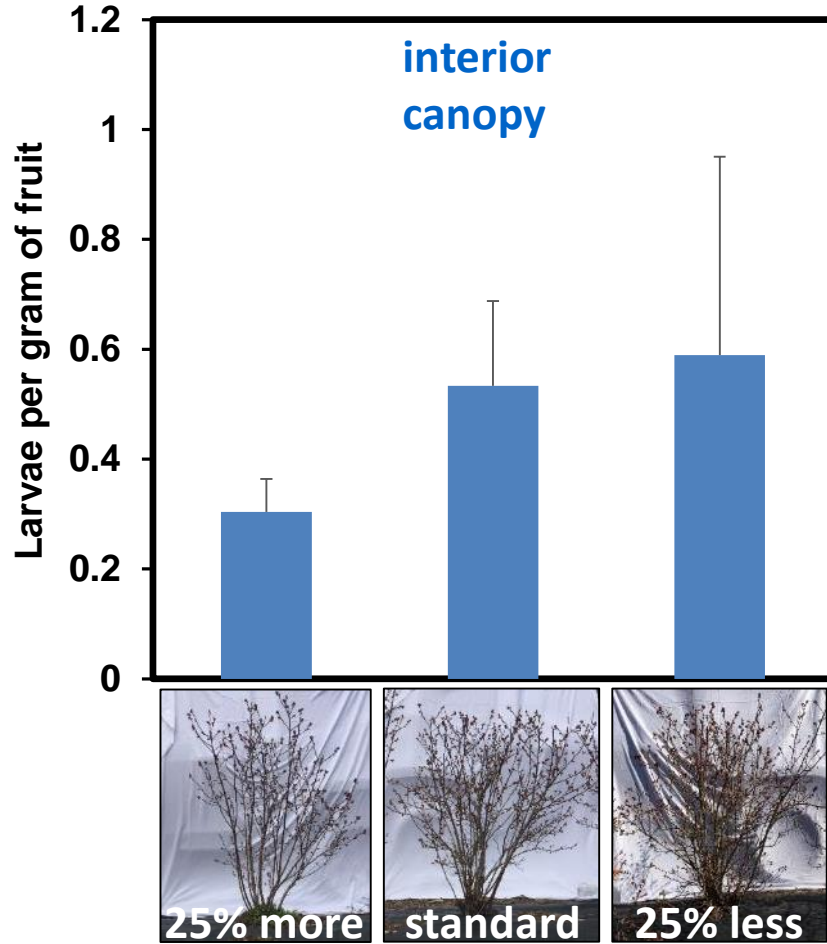 interior
canopy
Larvae per gram of fruit
1.2
1
0.8
0.6
0.4
0.2
0
25% more
standard
25% less